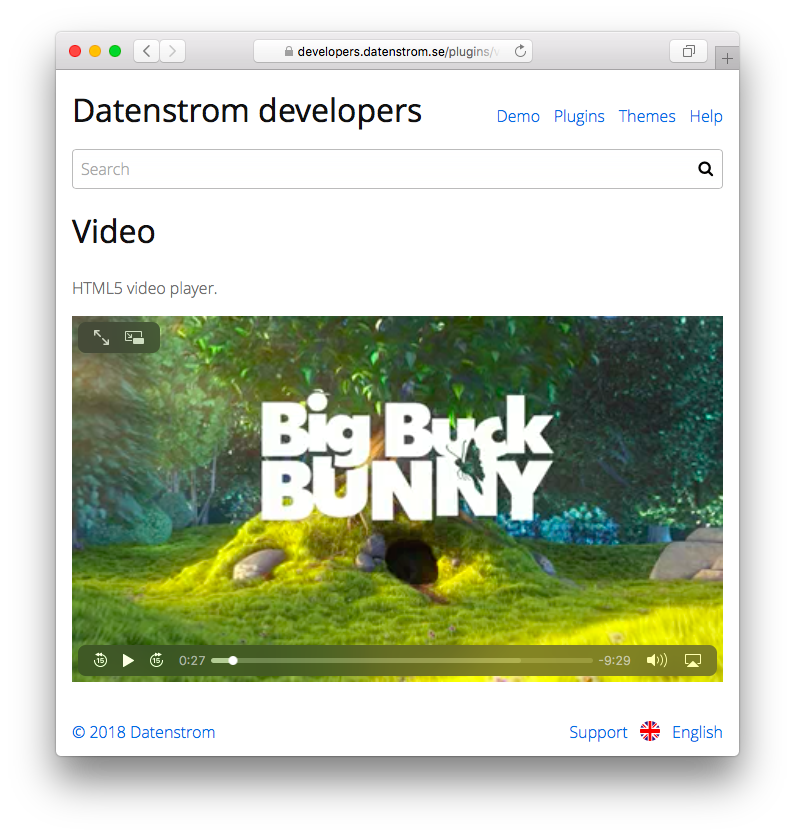 developers.datenstrom.se/plugins/v
Datenstrom developers
Demo Plugins Themes Help
Search
Video
HTML5 video player.
Big Buck
BUNNY
15 15 0:27 -9:29
© 2018 Datenstrom Support English